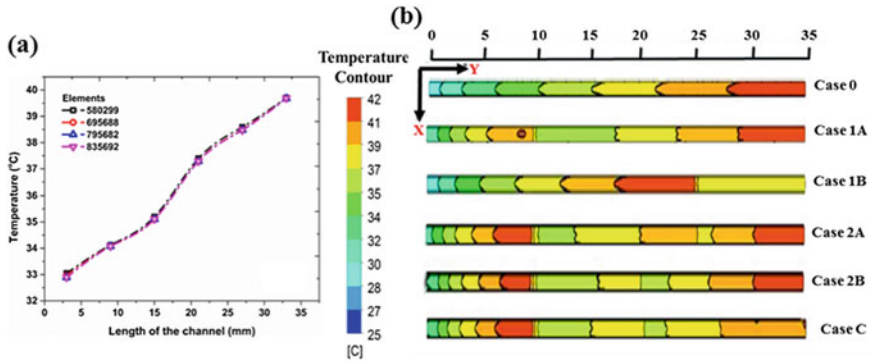 (a)
Elements
580299
695688
795682
835692
Temperature (°C)
40
39
38
37
36
35
34
33
32
0 5 10 15 20 25 30 35
Length of the channel (mm)
Temperature
Contour
42
41
39
37
35
34
32
30
28
27
25
[C]
(b)
0 5 10 15 20 25 30 35
Y
X
Case 0
Case 1A
Case 1B
Case 2A
Case 2B
Case C